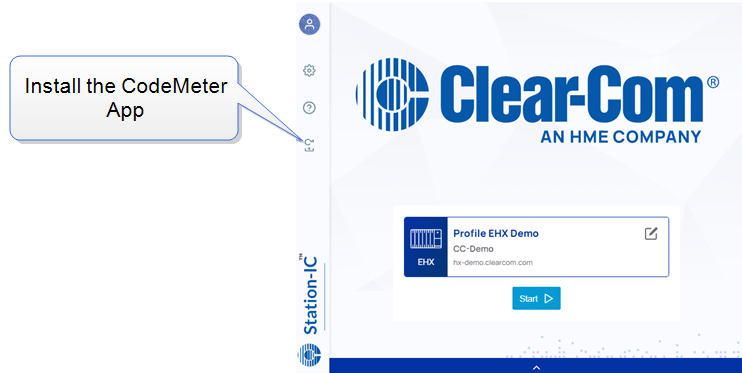 Install the CodeMeter
App
Clear-Com®
AN HME COMPANY
Profile EHX Demo
CC-Demo
hx-demo.clearcom.com
EHX
Start
Station-IC™